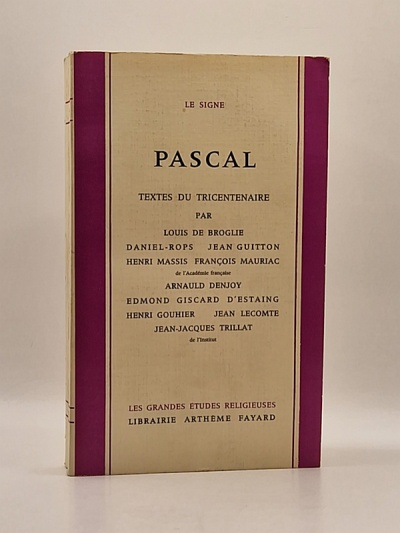 LE SIGNE
PASCAL
TEXTES DU TRICENTENAIRE
PAR
LOUIS DE BROGLIE
DANIEL-ROPS JEAN GUITTON
HENRI MASSIS FRANÇOIS MAURIAC
de l'Académie française
ARNAULD DENJOY
EDMOND GISCARD D'ESTAING
HENRI GOUHIER JEAN LECOMTE
JEAN-JACQUES TRILLAT
de l'Institut
LES GRANDES ETUDES RELIGIEUSES
LIBRAIRIE ARTHÈME FAYARD